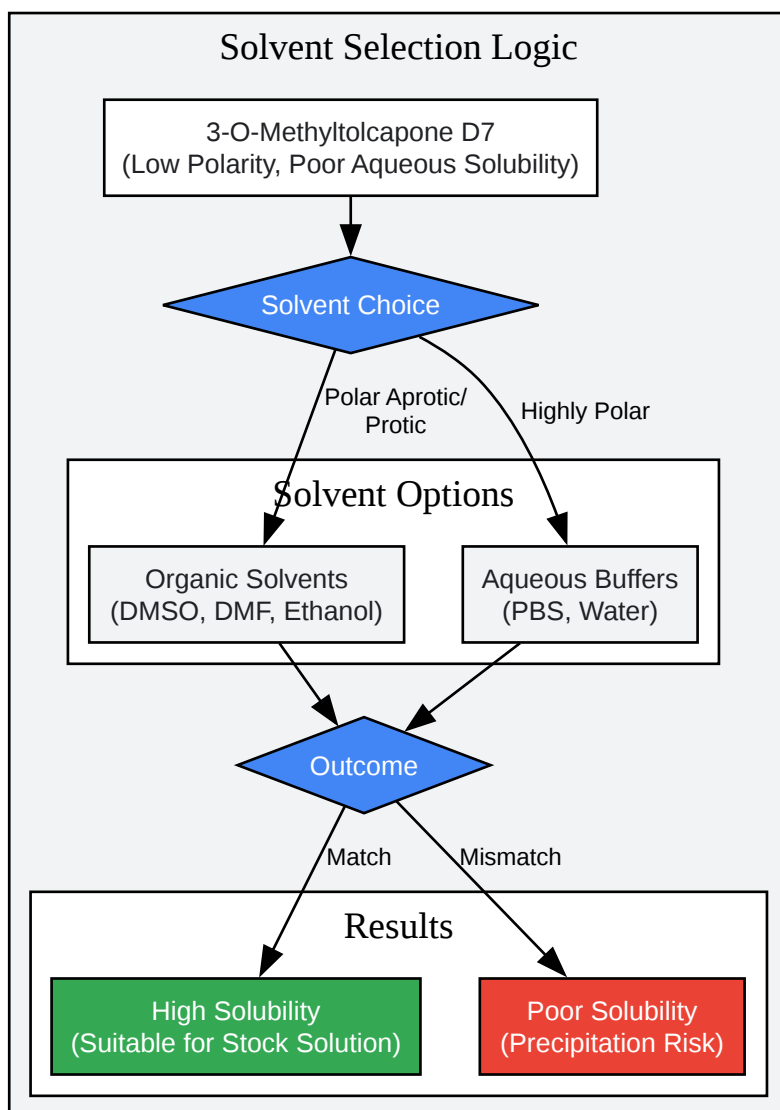 Solvent Selection Logic
3-O-Methyltolcapone D7
(Low Polarity, Poor Aqueous Solubility)
Solvent Choice
Polar Aprotic/
Protic
Highly Polar
Solvent Options
Organic Solvents
(DMSO, DMF, Ethanol)
Aqueous Buffers
(PBS, Water)
Outcome
Match
Mismatch
Results
High Solubility
(Suitable for Stock Solution)
Poor Solubility
(Precipitation Risk)